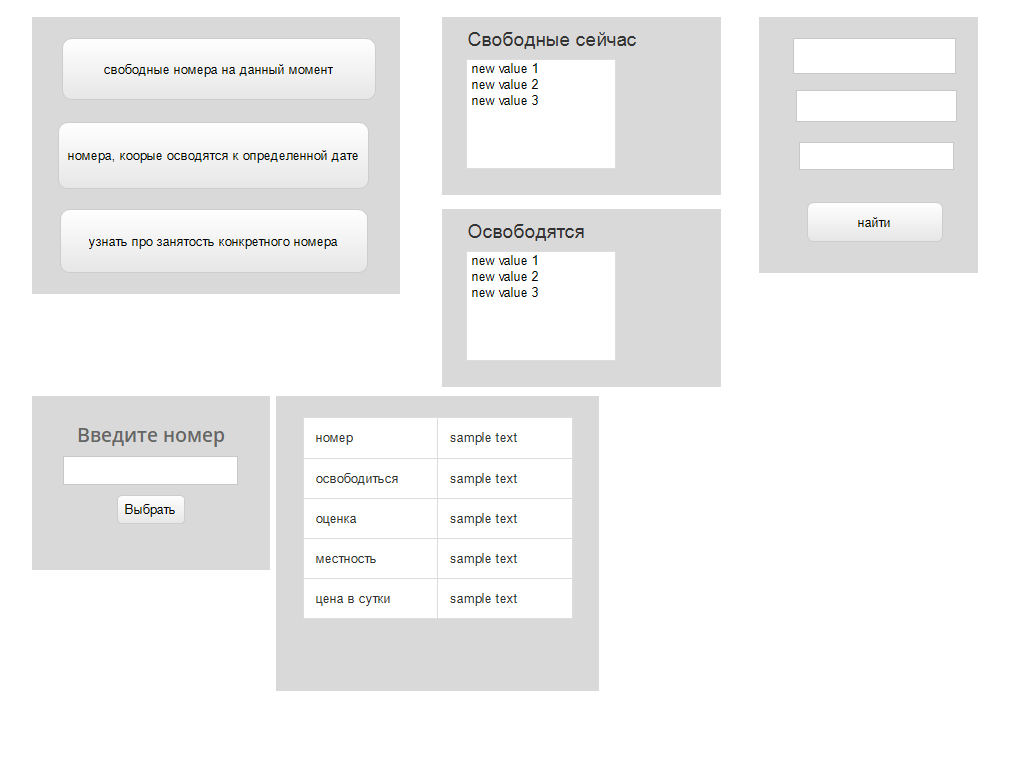 свободные номера на данный момент
номера, коорые осводятся к определенной дате
узнать про занятость конкретного номера
Свободные сейчас
new value 1
new value 2
new value 3
Освободятся
new value 1
new value 2
new value 3
найти
Введите номер
Выбрать
номер sample text
освободиться sample text
оценка sample text
местность sample text
цена в сутки sample text